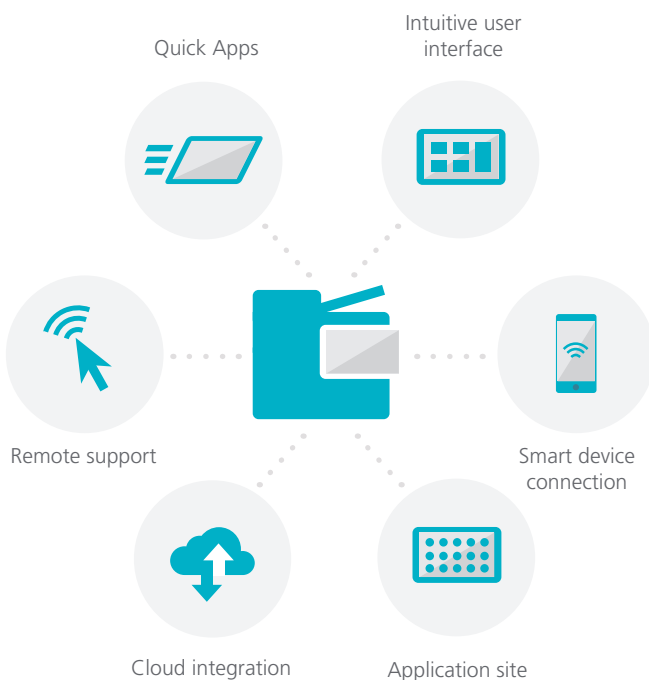 Quick Apps
Intuitive user
interface
Remote support
Smart device
connection
Cloud integration
Application site